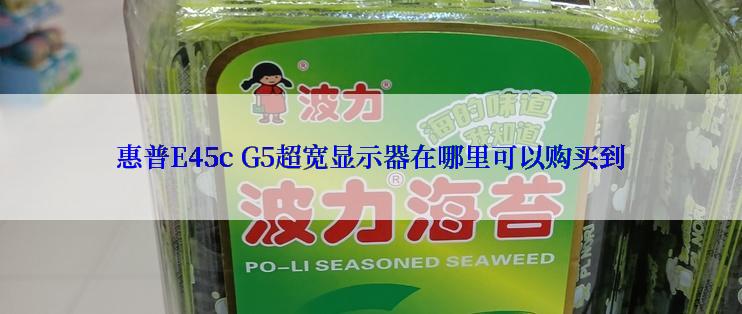 波力®
海的味道
我知道
惠普E45c G5超宽显示器在哪里可以购买到
波力®海苔
PO-LI SEASONED SEAWEED